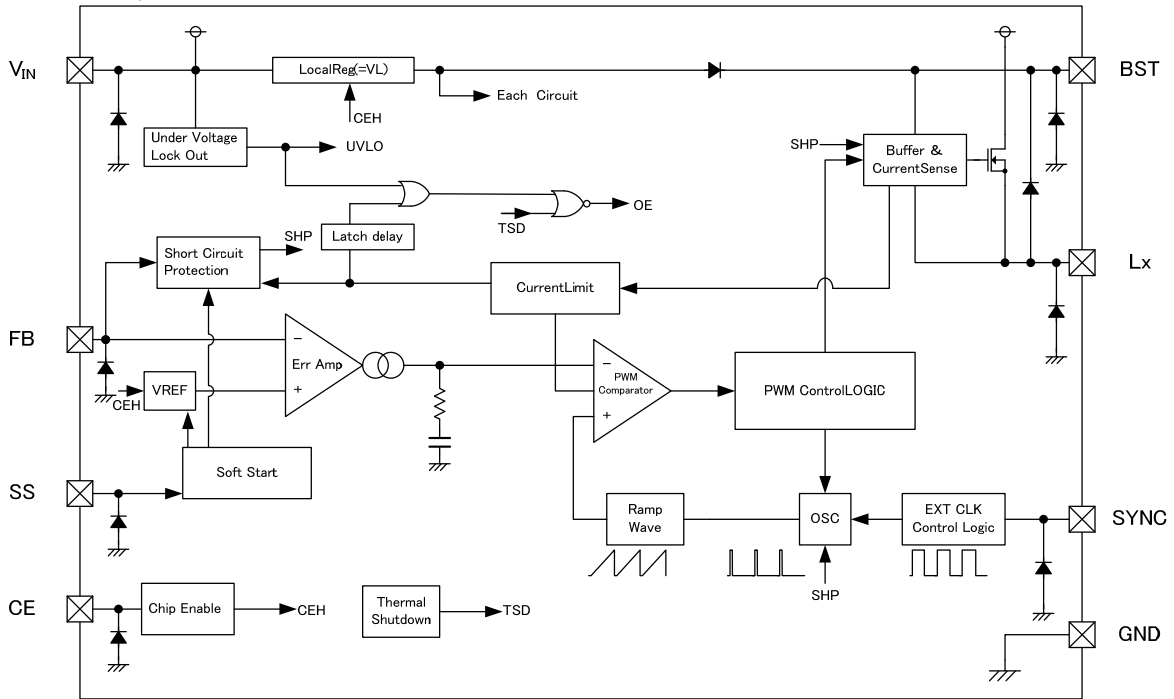 VIN
LocalReg(=VL)
BST
Each Circuit
CEH
Under Voltage
Lock Out
UVLO
SHP
Buffer &
CurrentSense
OE
TSD
Latch delay
SHP
Short Circuit
Protection
Lx
CurrentLimit
FB
−
Err Amp
+
−
PWM
Comparator
+
PWM ControlLOGIC
VREF
CEH
Soft Start
SS
Ramp
Wave
OSC
EXT CLK
Control Logic
SYNC
SHP
CE
Chip Enable
CEH
Thermal
Shutdown
TSD
GND